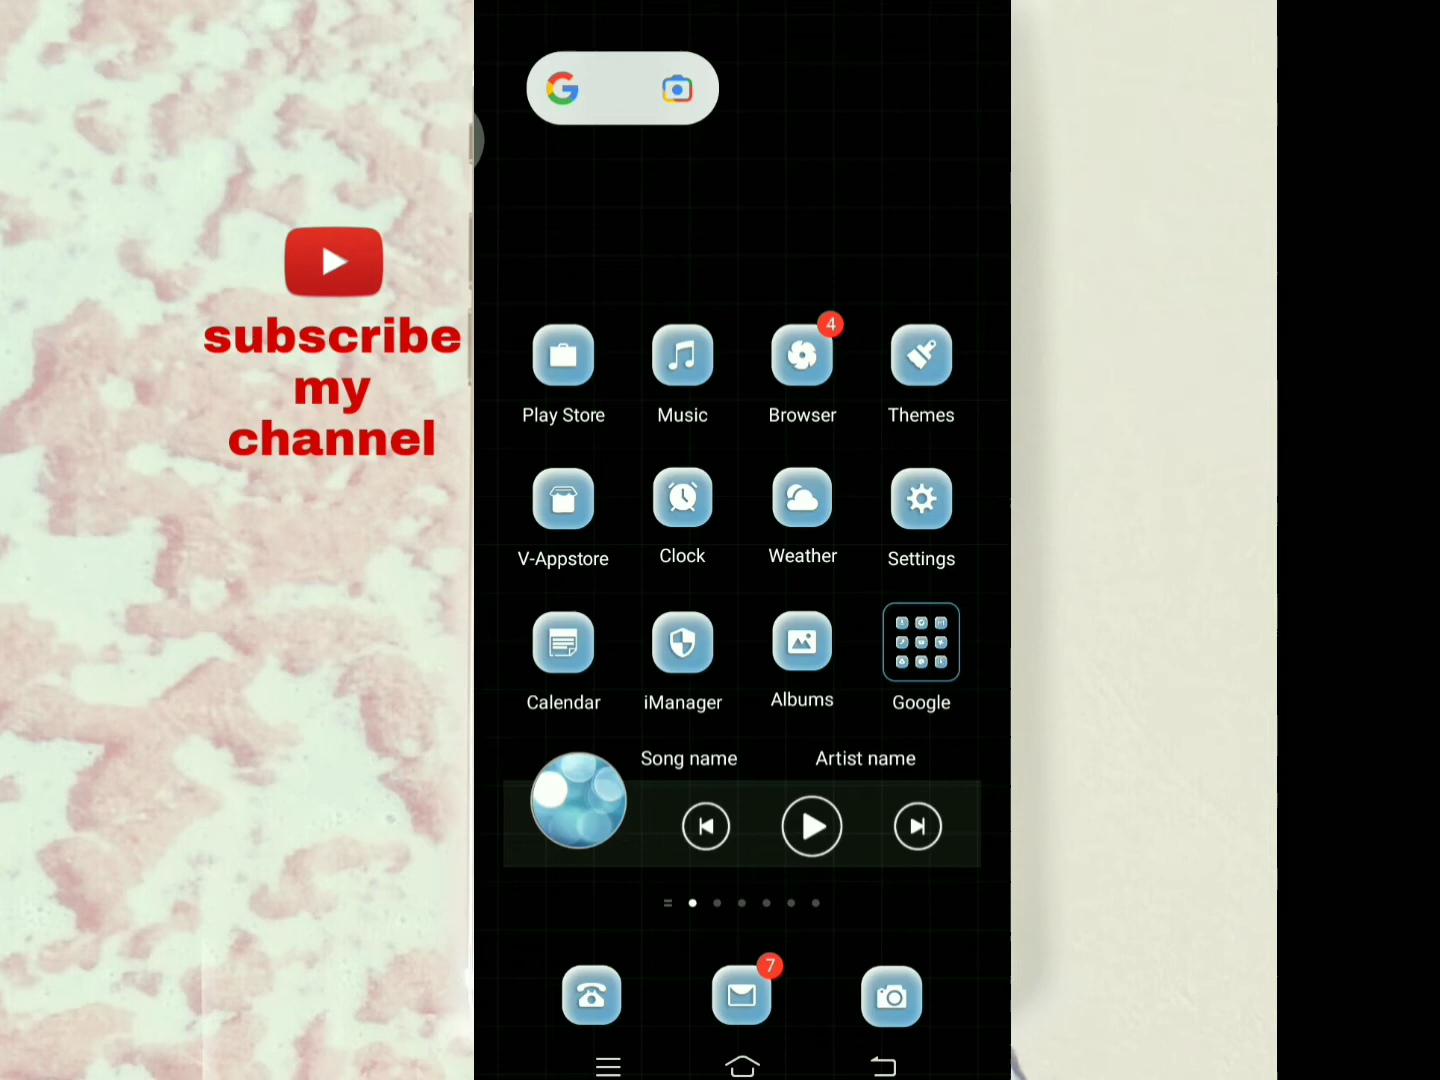 subscribe
my
channel
4
Play Store
Music
Browser
Themes
V-Appstore
Clock
Weather
Settings
Calendar
iManager
Albums
Google
Song name
Artist name
7